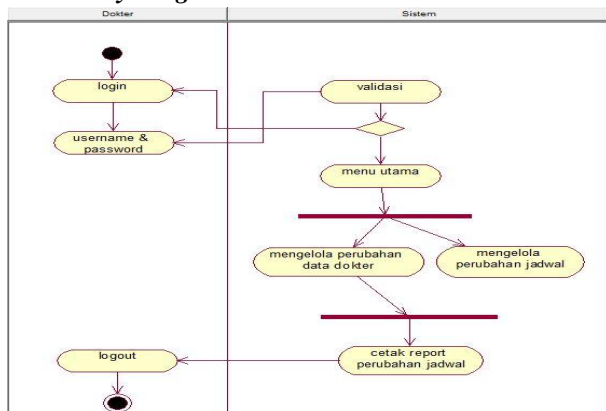 Dokter
Sistem
login
validasi
username &
password
menu utama
mengelola perubahan
data dokter
mengelola
perubahan jadwal
logout
cetak report
perubahan jadwal